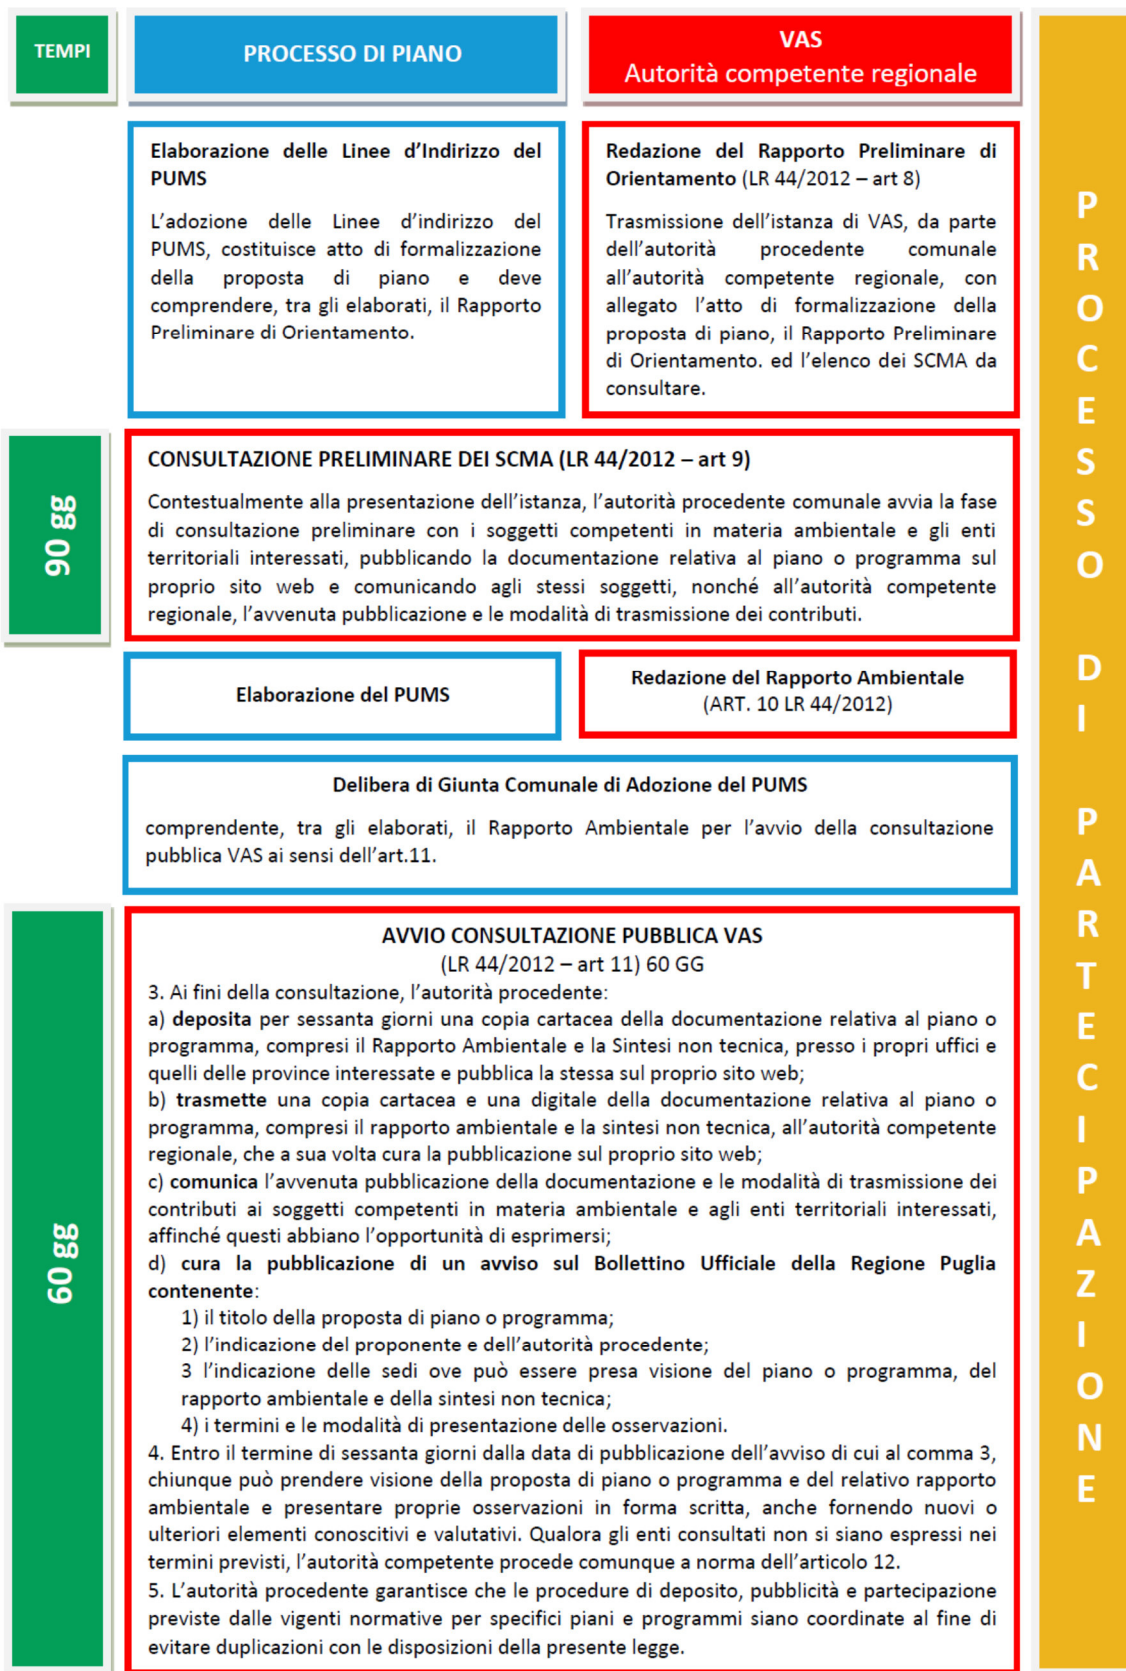 TEMPI
PROCESSO DI PIANO
VAS
Autorità competente regionale
Elaborazione delle Linee d'Indirizzo del
PUMS
L'adozione delle Linee d'indirizzo del
PUMS, costituisce atto di formalizzazione
della proposta di piano e deve
comprendere, tra gli elaborati, il Rapporto
Preliminare di Orientamento.
Redazione del Rapporto Preliminare di
Orientamento (LR 44/2012 – art 8)
Trasmissione dell'istanza di VAS, da parte
dell'autorità procedente comunale
all'autorità competente regionale, con
allegato l'atto di formalizzazione della
proposta di piano, il Rapporto Preliminare
di Orientamento. ed l'elenco dei SCMA da
consultare.
90 gg
CONSULTAZIONE PRELIMINARE DEI SCMA (LR 44/2012 – art 9)
Contestualmente alla presentazione dell'istanza, l'autorità procedente comunale avvia la fase
di consultazione preliminare con i soggetti competenti in materia ambientale e gli enti
territoriali interessati, pubblicando la documentazione relativa al piano o programma sul
proprio sito web e comunicando agli stessi soggetti, nonché all'autorità competente
regionale, l'avvenuta pubblicazione e le modalità di trasmissione dei contributi.
Elaborazione del PUMS
Redazione del Rapporto Ambientale
(ART. 10 LR 44/2012)
Delibera di Giunta Comunale di Adozione del PUMS
comprendente, tra gli elaborati, il Rapporto Ambientale per l'avvio della consultazione
pubblica VAS ai sensi dell'art.11.
60 gg
AVVIO CONSULTAZIONE PUBBLICA VAS
(LR 44/2012 – art 11) 60 GG
3. Ai fini della consultazione, l'autorità procedente:
a) deposita per sessanta giorni una copia cartacea della documentazione relativa al piano o
programma, compresi il Rapporto Ambientale e la Sintesi non tecnica, presso i propri uffici e
quelli delle province interessate e pubblica la stessa sul proprio sito web;
b) trasmette una copia cartacea e una digitale della documentazione relativa al piano o
programma, compresi il rapporto ambientale e la sintesi non tecnica, all'autorità competente
regionale, che a sua volta cura la pubblicazione sul proprio sito web;
c) comunica l'avvenuta pubblicazione della documentazione e le modalità di trasmissione dei
contributi ai soggetti competenti in materia ambientale e agli enti territoriali interessati,
affinché questi abbiano l'opportunità di esprimersi;
d) cura la pubblicazione di un avviso sul Bollettino Ufficiale della Regione Puglia
contenente:
1) il titolo della proposta di piano o programma;
2) l'indicazione del proponente e dell'autorità procedente;
3 l'indicazione delle sedi ove può essere presa visione del piano o programma, del
rapporto ambientale e della sintesi non tecnica;
4) i termini e le modalità di presentazione delle osservazioni.
4. Entro il termine di sessanta giorni dalla data di pubblicazione dell'avviso di cui al comma 3,
chiunque può prendere visione della proposta di piano o programma e del relativo rapporto
ambientale e presentare proprie osservazioni in forma scritta, anche fornendo nuovi o
ulteriori elementi conoscitivi e valutativi. Qualora gli enti consultati non si siano espressi nei
termini previsti, l'autorità competente procede comunque a norma dell'articolo 12.
5. L'autorità procedente garantisce che le procedure di deposito, pubblicità e partecipazione
previste dalle vigenti normative per specifici piani e programmi siano coordinate al fine di
evitare duplicazioni con le disposizioni della presente legge.
PROCESSO DI PARTECIPAZIONE